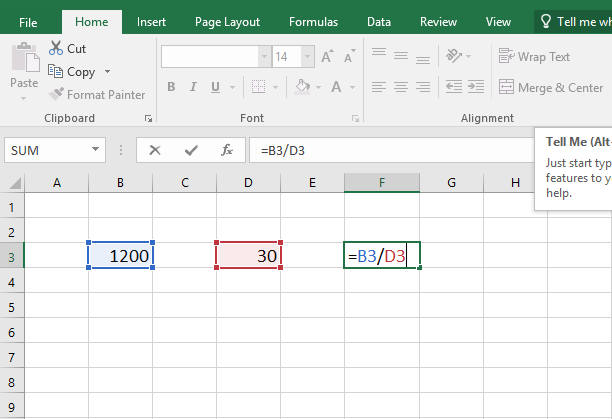 File Home Insert Page Layout Formulas Data Review View Tell me wh
Cut
Copy
Format Painter
Paste
14
A A
B I U
A
Wrap Text
Merge & Center
Clipboard Font Alignment
SUM fx =B3/D3
Tell Me (Alt-
Just start typ
features to y
help.
A B C D E F G H
1
2
3 1200 30 =B3/D3
4
5
6
7
8
9